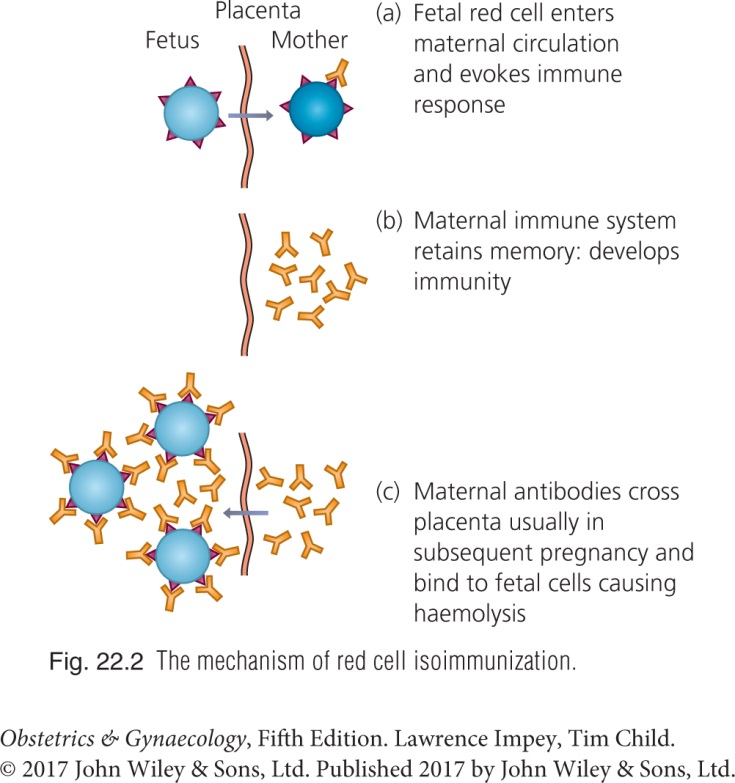 Placenta
Fetus
Mother
(a) Fetal red cell enters
maternal circulation
and evokes immune
response
(b) Maternal immune system
retains memory: develops
immunity
(c) Maternal antibodies cross
placenta usually in
subsequent pregnancy and
bind to fetal cells causing
haemolysis
Fig. 22.2 The mechanism of red cell isoimmunization.
Obstetrics & Gynaecology, Fifth Edition. Lawrence Impey, Tim Child.
© 2017 John Wiley & Sons, Ltd. Published 2017 by John Wiley & Sons, Ltd.